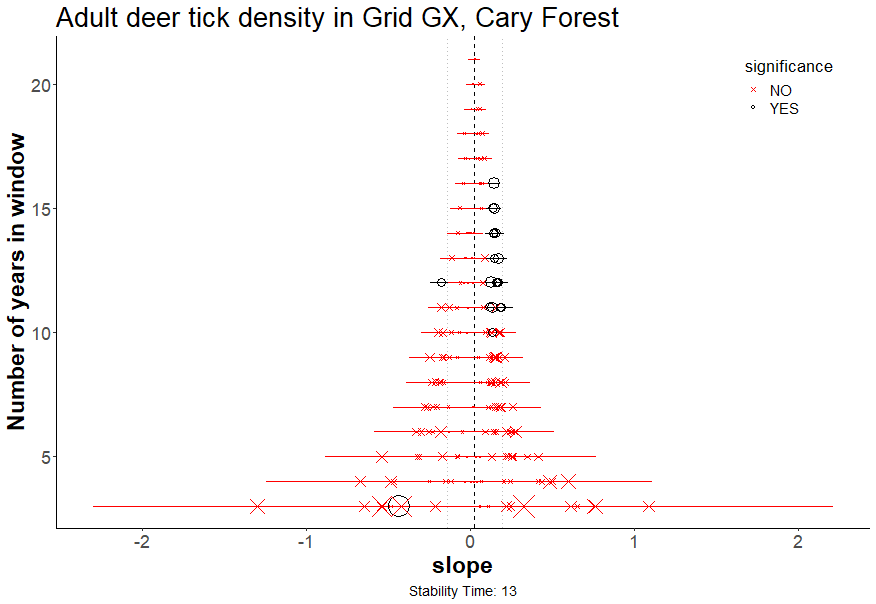 Adult deer tick density in Grid GX, Cary Forest
significance
NO
YES
Number of years in window
20
15
10
5
-2
-1
0
1
2
slope
Stability Time: 13